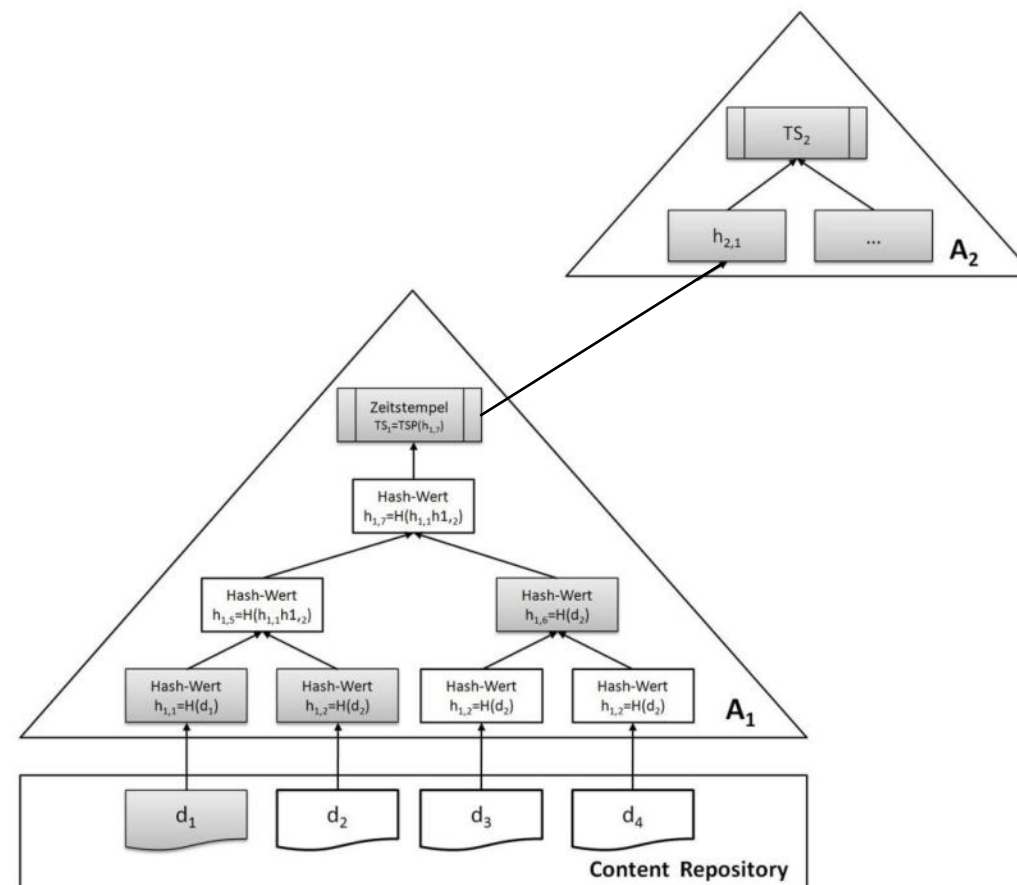 TS₂
h₂,₁
...
A₂
Zeitstempel
TS₁=TSP(h₁,₇)
Hash-Wert
h₁,₇=H(h₁,₁h1,₂)
Hash-Wert
h₁,₅=H(h₁,₁h1,₂)
Hash-Wert
h₁,₆=H(d₂)
Hash-Wert
h₁,₁=H(d₁)
Hash-Wert
h₁,₂=H(d₂)
Hash-Wert
h₁,₂=H(d₂)
Hash-Wert
h₁,₂=H(d₂)
A₁
d₁
d₂
d₃
d₄
Content Repository